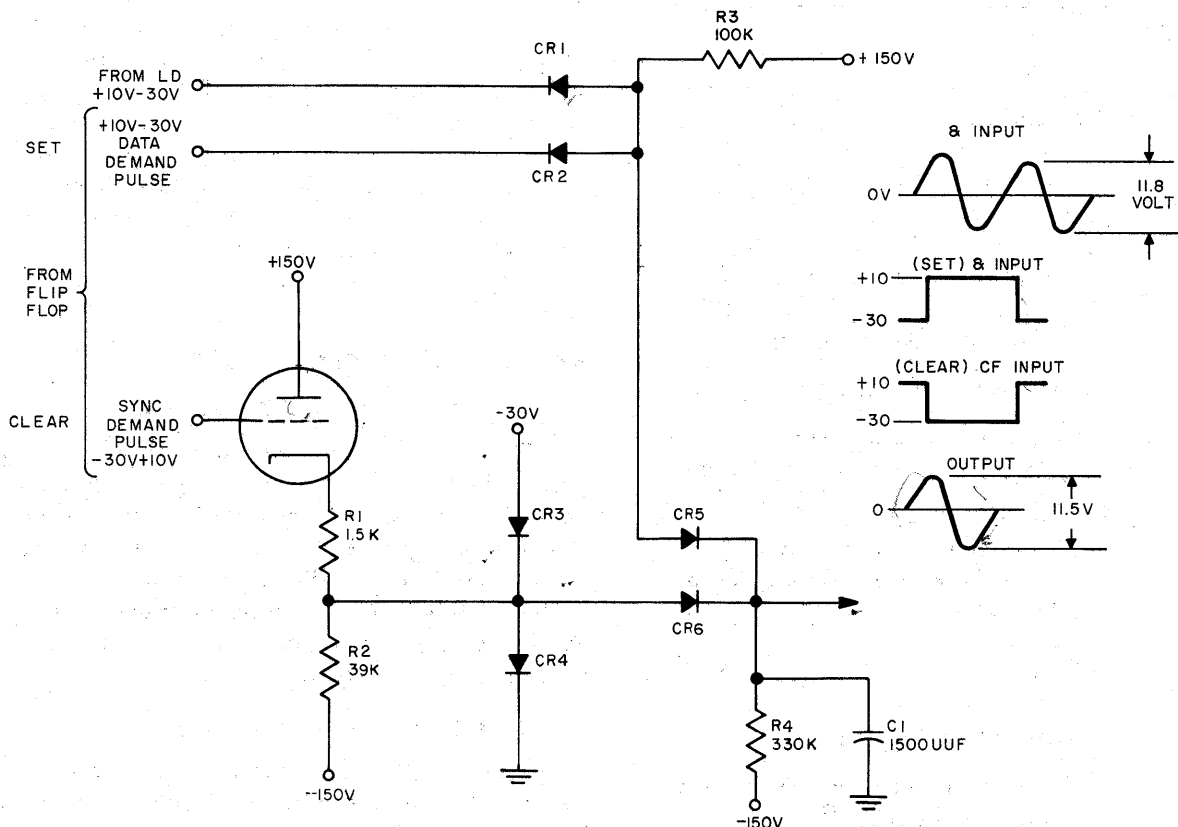 R3
100K
+150V
CR1
FROM LD
+10V-30V
SET
+10V-30V
DATA
DEMAND
PULSE
CR2
& INPUT
0V
11.8
VOLT
FROM
FLIP
FLOP
+150V
(SET) & INPUT
+10
-30
(CLEAR) CF INPUT
+10
-30
CLEAR
SYNC
DEMAND
PULSE
-30V+10V
-30V
OUTPUT
0
11.5V
R1
1.5K
CR3
CR5
R2
39K
CR4
CR6
R4
330K
C1
1500UUF
--150V
-150V